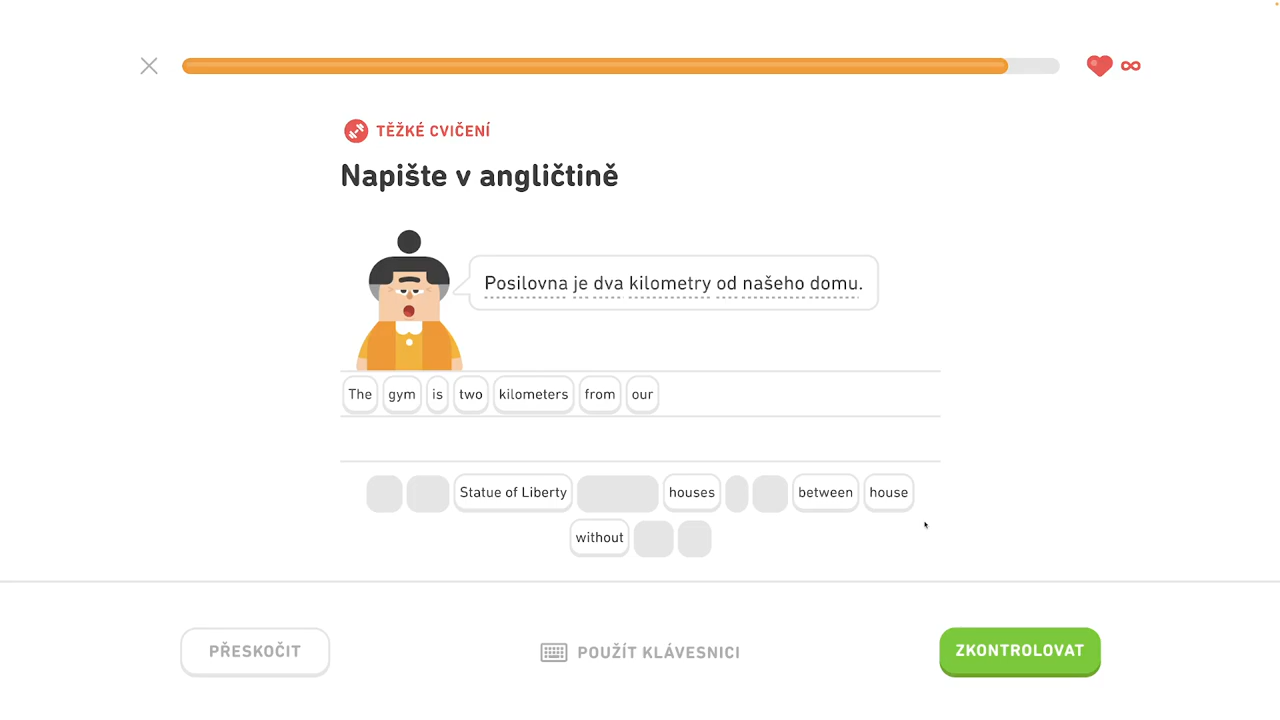 TĚŽKÉ CVIČENÍ
Napište v angličtině
Posilovna je dva kilometry od našeho domu.
The gym is two kilometers from our
Statue of Liberty houses between house
without
PŘESKOČIT POUŽÍT KLÁVESNICI ZKONTROLOVAT